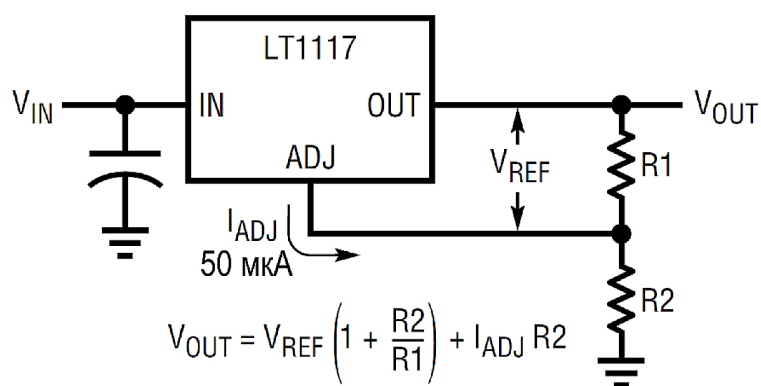 LT1117
V_IN
IN
OUT
V_OUT
ADJ
V_REF
R1
I_ADJ
50 мкА
R2
V_OUT = V_REF (1 + R2/R1) + I_ADJ R2